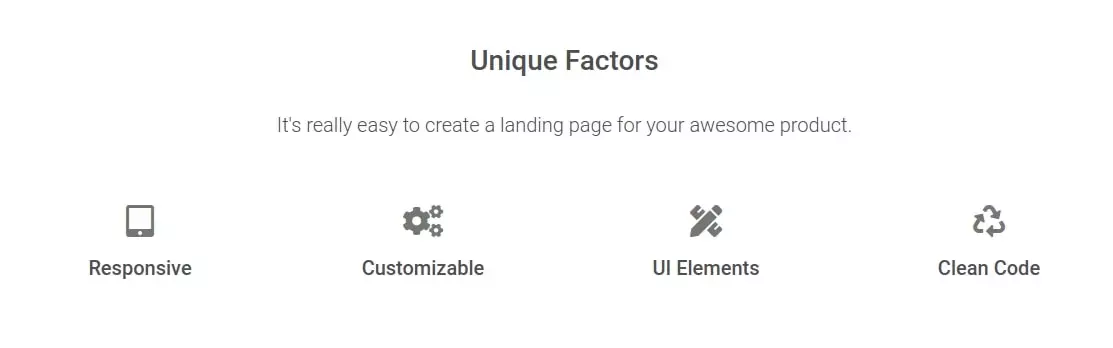 Unique Factors
It's really easy to create a landing page for your awesome product.
Responsive
Customizable
UI Elements
Clean Code